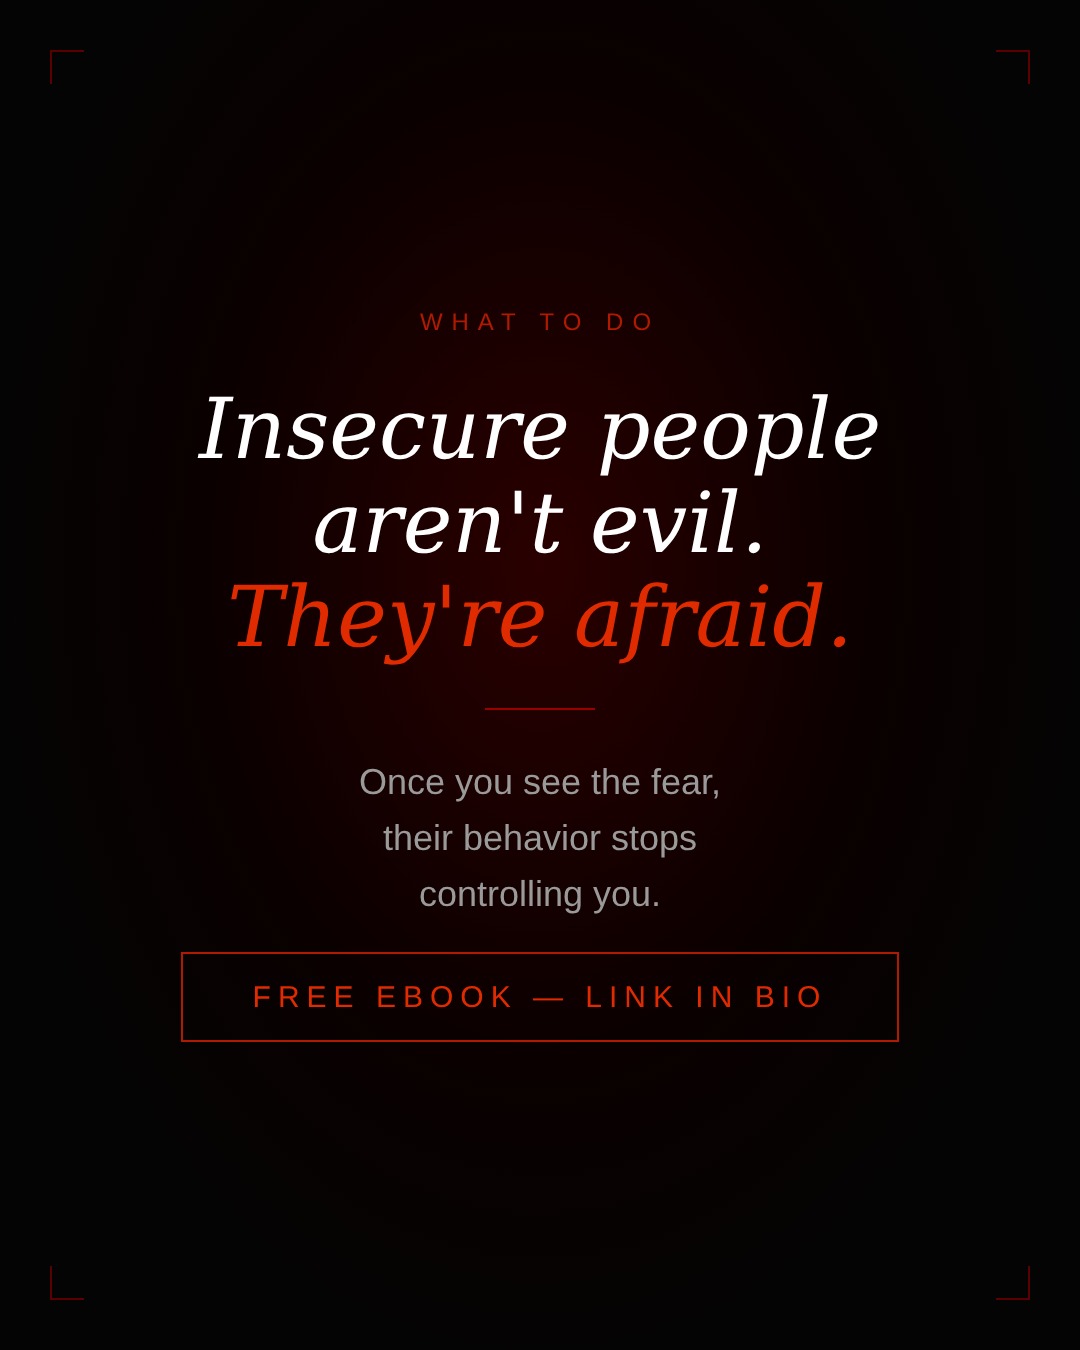 WHAT TO DO
Insecure people
aren't evil.
They're afraid.
Once you see the fear,
their behavior stops
controlling you.
FREE EBOOK — LINK IN BIO